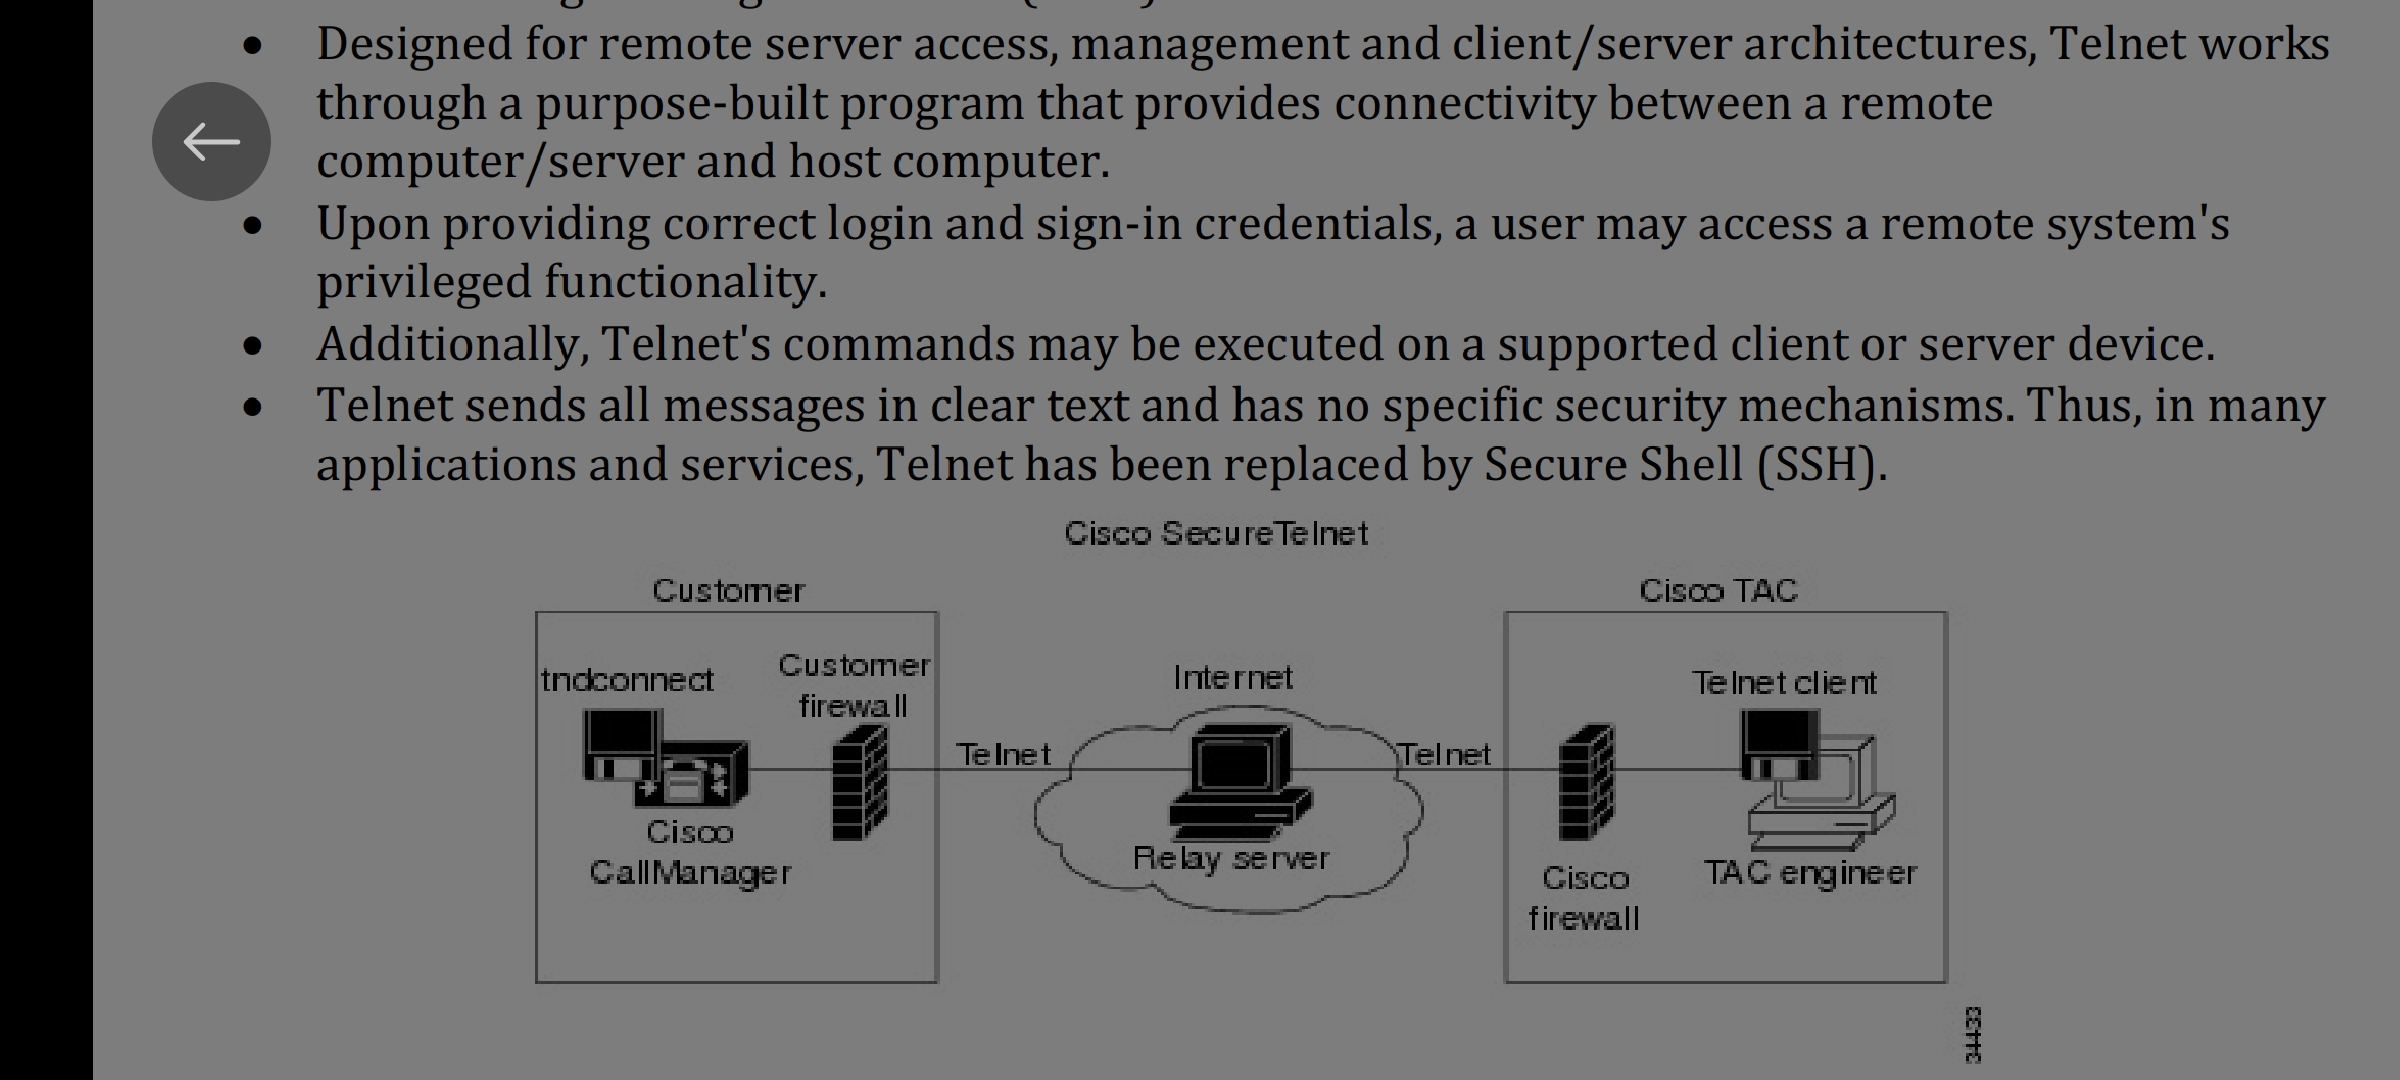 Designed for remote server access, management and client/server architectures, Telnet works
through a purpose-built program that provides connectivity between a remote
computer/server and host computer.
Upon providing correct login and sign-in credentials, a user may access a remote system's
privileged functionality.
Additionally, Telnet's commands may be executed on a supported client or server device.
Telnet sends all messages in clear text and has no specific security mechanisms. Thus, in many
applications and services, Telnet has been replaced by Secure Shell (SSH).
Cisco SecureTelnet
Customer
Cisco TAC
tndconnect
Customer
firewall
Cisco
CallManager
Telnet
Internet
Relay server
Telnet
Cisco
firewall
Telnet client
TAC engineer
34433